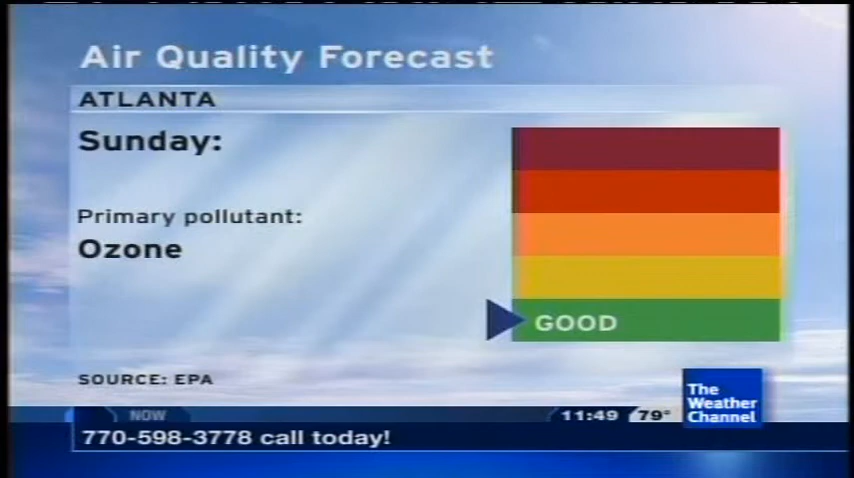 Air Quality Forecast
ATLANTA
Sunday:
Primary pollutant:
Ozone
GOOD
SOURCE: EPA
The
Weather
Channel
NOW
11:49 79°
770-598-3778 call today!